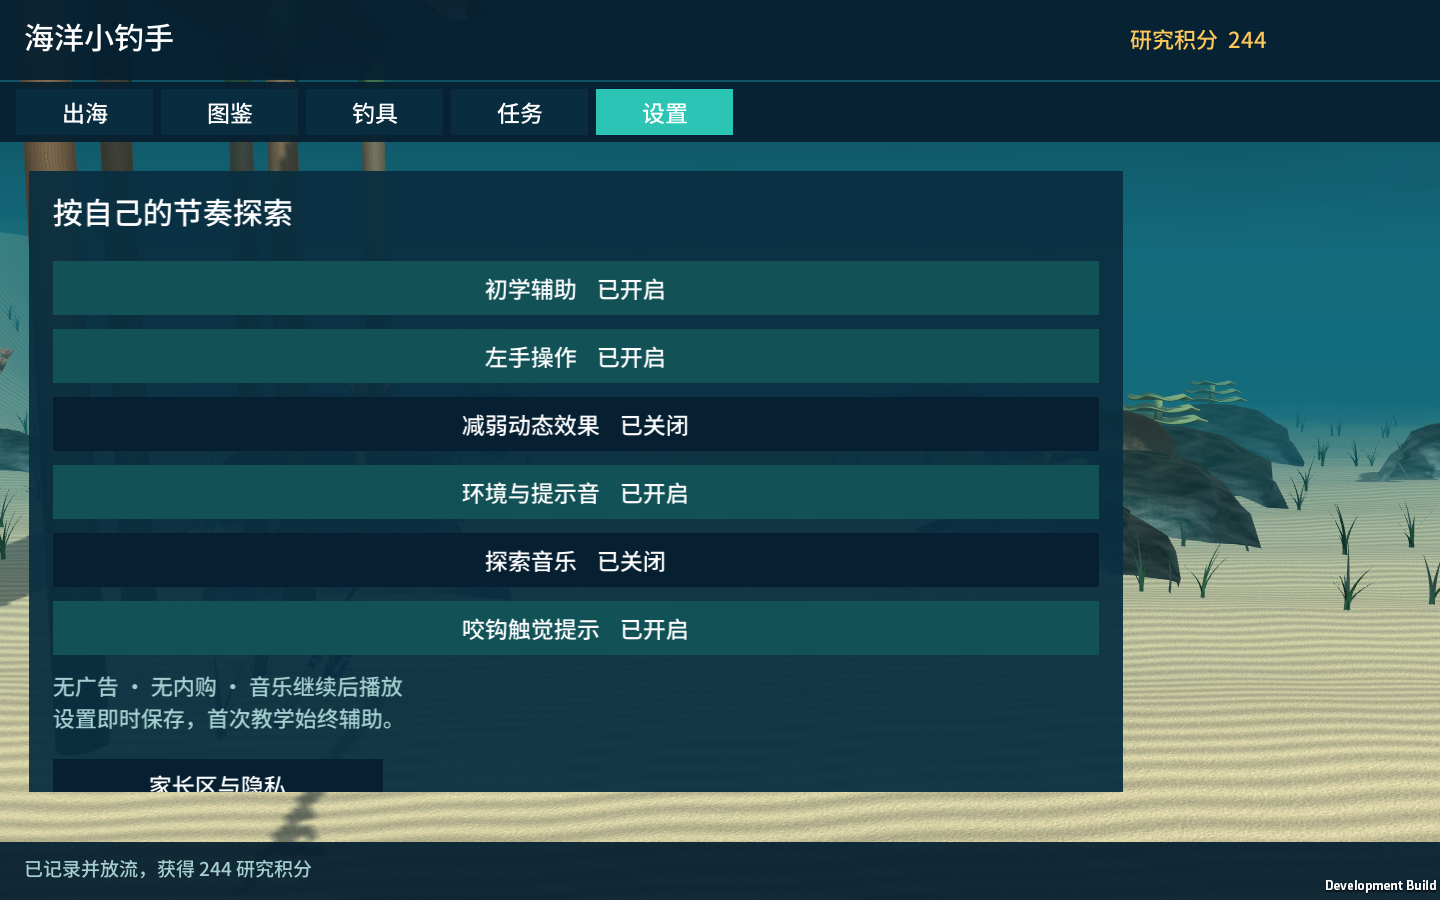 海洋小钓手
研究积分 244
出海
图鉴
钓具
任务
设置
按自己的节奏探索
初学辅助 已开启
左手操作 已开启
减弱动态效果 已关闭
环境与提示音 已开启
探索音乐 已关闭
咬钩触觉提示 已开启
无广告 · 无内购 · 音乐继续后播放
设置即时保存，首次教学始终辅助。
家长区与隐私
已记录并放流，获得 244 研究积分
Development Build